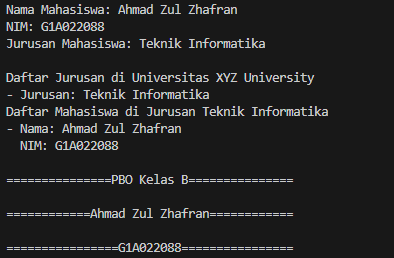 Nama Mahasiswa: Ahmad Zul Zhafran
NIM: G1A022088
Jurusan Mahasiswa: Teknik Informatika
Daftar Jurusan di Universitas XYZ University
- Jurusan: Teknik Informatika
Daftar Mahasiswa di Jurusan Teknik Informatika
- Nama: Ahmad Zul Zhafran
  NIM: G1A022088
===============PBO Kelas B===============
============Ahmad Zul Zhafran============
================G1A022088================